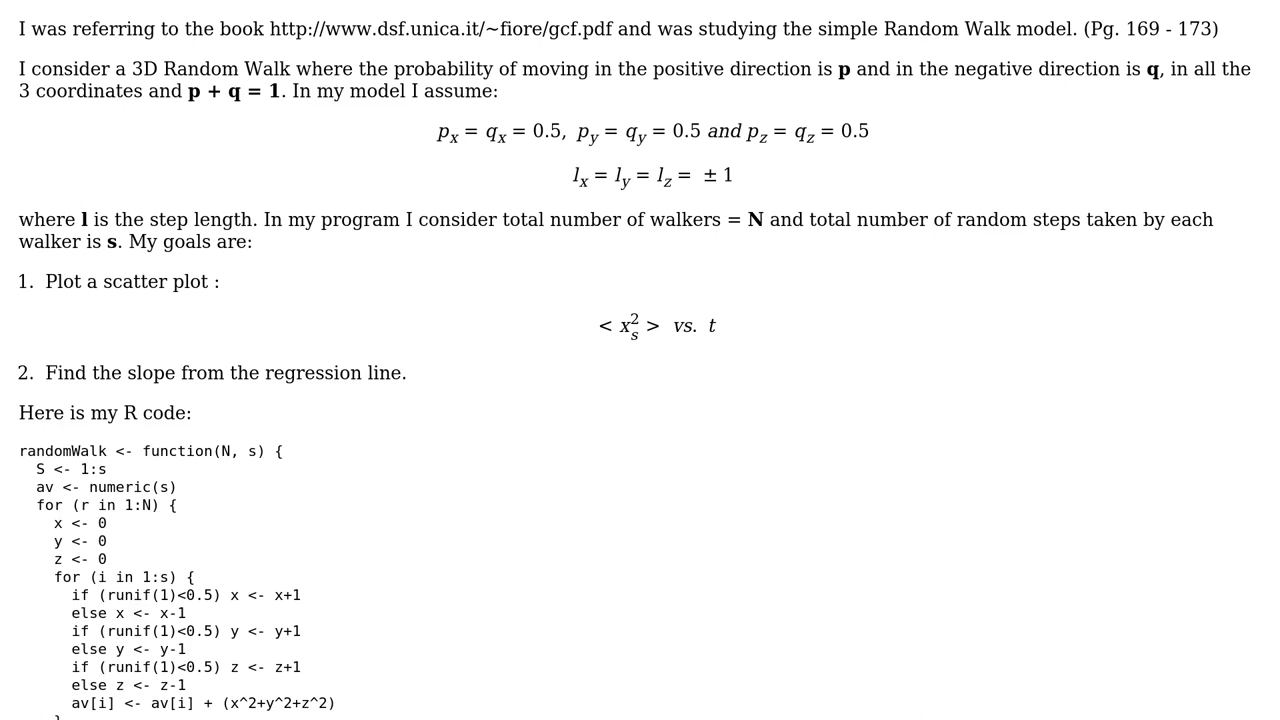 I was referring to the book http://www.dsf.unica.it/~fiore/gcf.pdf and was studying the simple Random Walk model. (Pg. 169 - 173)
I consider a 3D Random Walk where the probability of moving in the positive direction is p and in the negative direction is q, in all the
3 coordinates and p + q = 1. In my model I assume:
p_x = q_x = 0.5, p_y = q_y = 0.5 and p_z = q_z = 0.5
l_x = l_y = l_z = ± 1
where l is the step length. In my program I consider total number of walkers = N and total number of random steps taken by each
walker is s. My goals are:
1. Plot a scatter plot :
< x_s^2 > vs. t
2. Find the slope from the regression line.
Here is my R code:
randomWalk <- function(N, s) {
  S <- 1:s
  av <- numeric(s)
  for (r in 1:N) {
    x <- 0
    y <- 0
    z <- 0
    for (i in 1:s) {
      if (runif(1)<0.5) x <- x+1
      else x <- x-1
      if (runif(1)<0.5) y <- y+1
      else y <- y-1
      if (runif(1)<0.5) z <- z+1
      else z <- z-1
      av[i] <- av[i] + (x^2+y^2+z^2)
    }